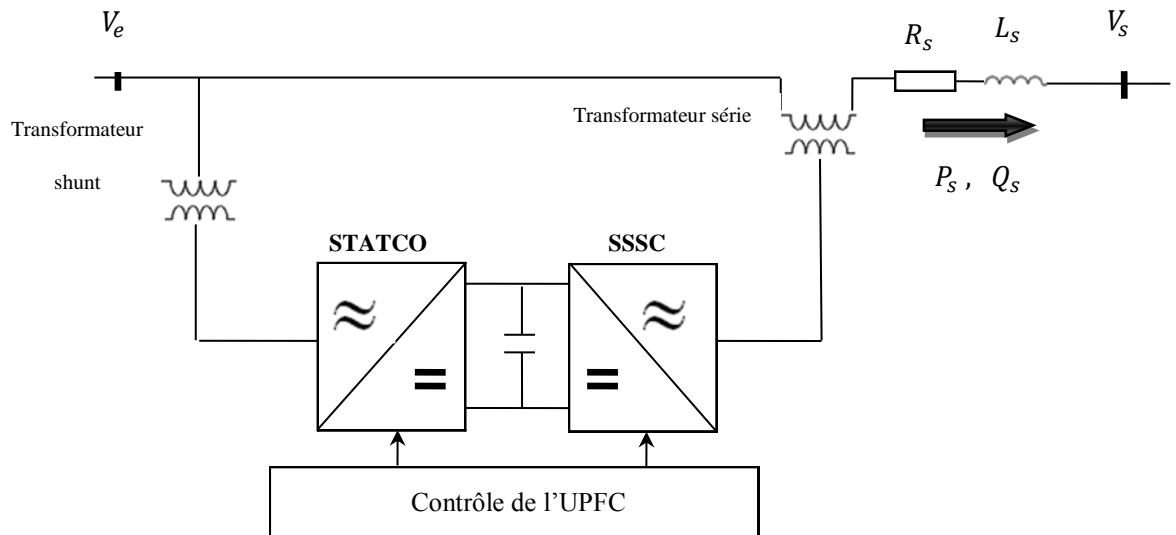 V_e
R_s
L_s
V_s
Transformateur
shunt
Transformateur série
P_s , Q_s
STATCO
SSSC
Contrôle de l'UPFC